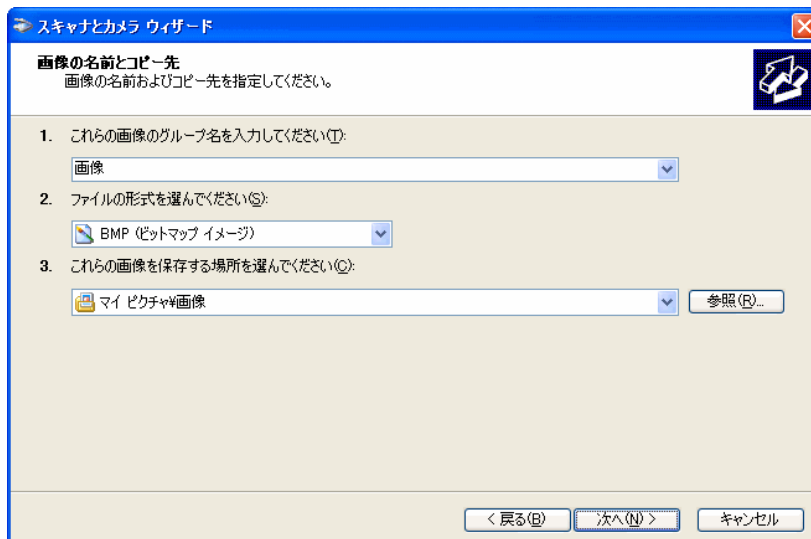 スキャナとカメラ ウィザード
画像の名前とコピー先
画像の名前およびコピー先を指定してください。
1. これらの画像のグループ名を入力してください(T):
画像
2. ファイルの形式を選んでください(S):
BMP (ビットマップ イメージ)
3. これらの画像を保存する場所を選んでください(C):
マイ ピクチャ¥画像
参照(R)...
< 戻る(B)
次へ(N) >
キャンセル